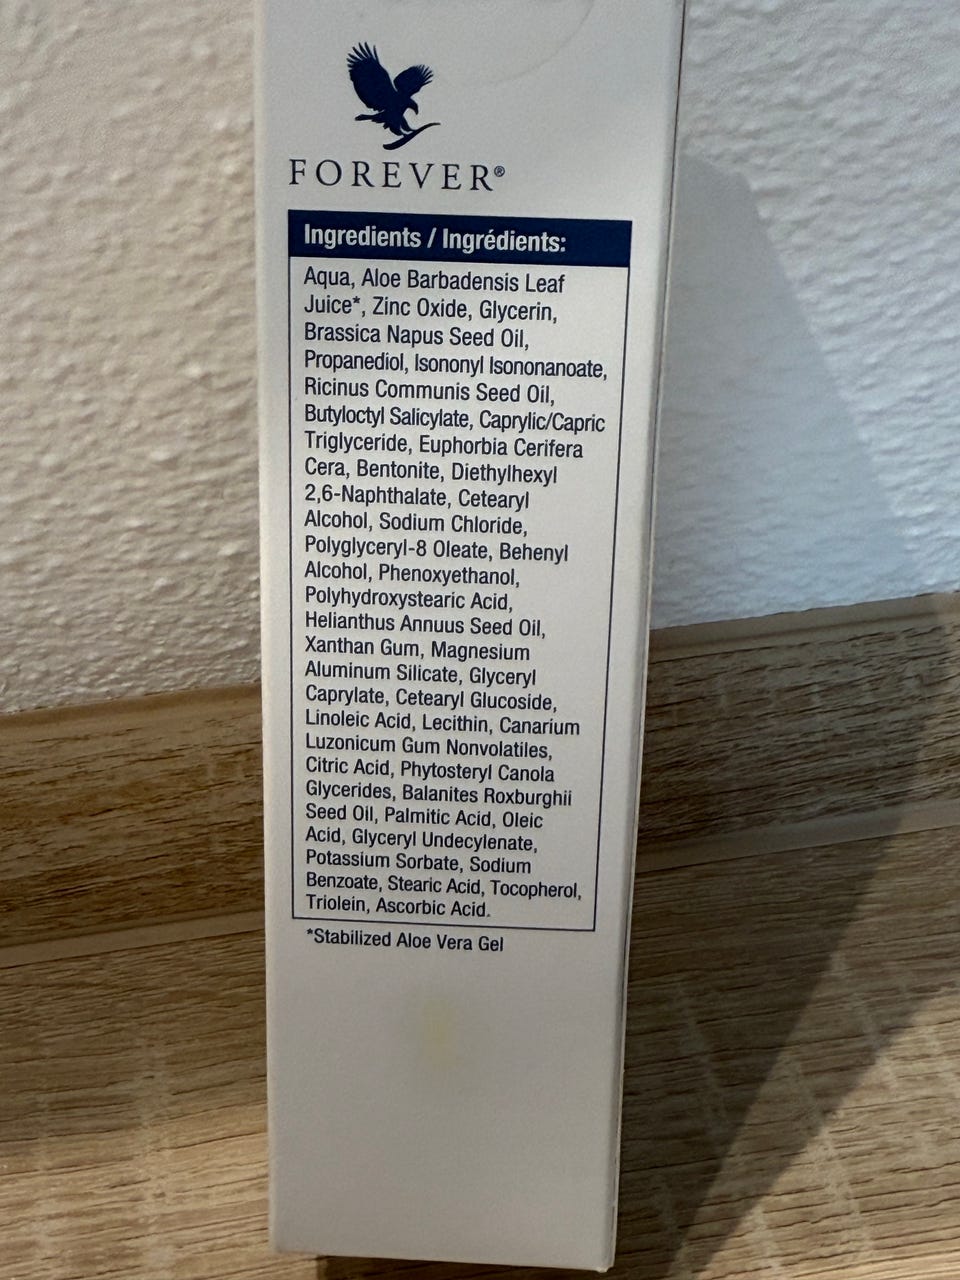 FOREVER®
Ingredients / Ingrédients:
Aqua, Aloe Barbadensis Leaf
Juice*, Zinc Oxide, Glycerin,
Brassica Napus Seed Oil,
Propanediol, Isononyl Isononanoate,
Ricinus Communis Seed Oil,
Butyloctyl Salicylate, Caprylic/Capric
Triglyceride, Euphorbia Cerifera
Cera, Bentonite, Diethylhexyl
2,6-Naphthalate, Cetearyl
Alcohol, Sodium Chloride,
Polyglyceryl-8 Oleate, Behenyl
Alcohol, Phenoxyethanol,
Polyhydroxystearic Acid,
Helianthus Annuus Seed Oil,
Xanthan Gum, Magnesium
Aluminum Silicate, Glyceryl
Caprylate, Cetearyl Glucoside,
Linoleic Acid, Lecithin, Canarium
Luzonicum Gum Nonvolatiles,
Citric Acid, Phytosteryl Canola
Glycerides, Balanites Roxburghii
Seed Oil, Palmitic Acid, Oleic
Acid, Glyceryl Undecylenate,
Potassium Sorbate, Sodium
Benzoate, Stearic Acid, Tocopherol,
Triolein, Ascorbic Acid.
*Stabilized Aloe Vera Gel